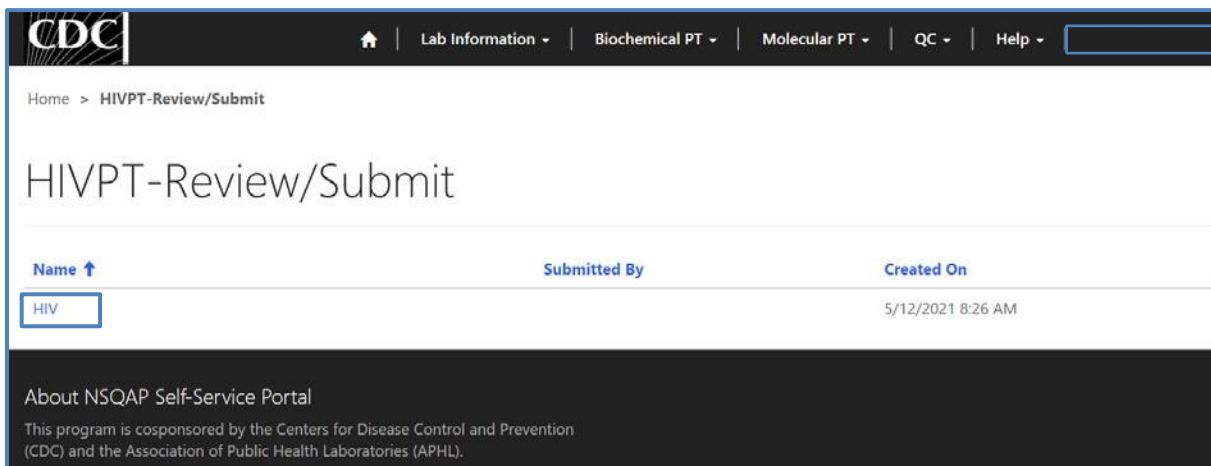 CDC
Lab Information | Biochemical PT | Molecular PT | QC | Help
Home > HIVPT-Review/Submit
HIVPT-Review/Submit
Name ↑ Submitted By Created On
HIV 5/12/2021 8:26 AM
About NSQAP Self-Service Portal
This program is cosponsored by the Centers for Disease Control and Prevention
(CDC) and the Association of Public Health Laboratories (APHL).